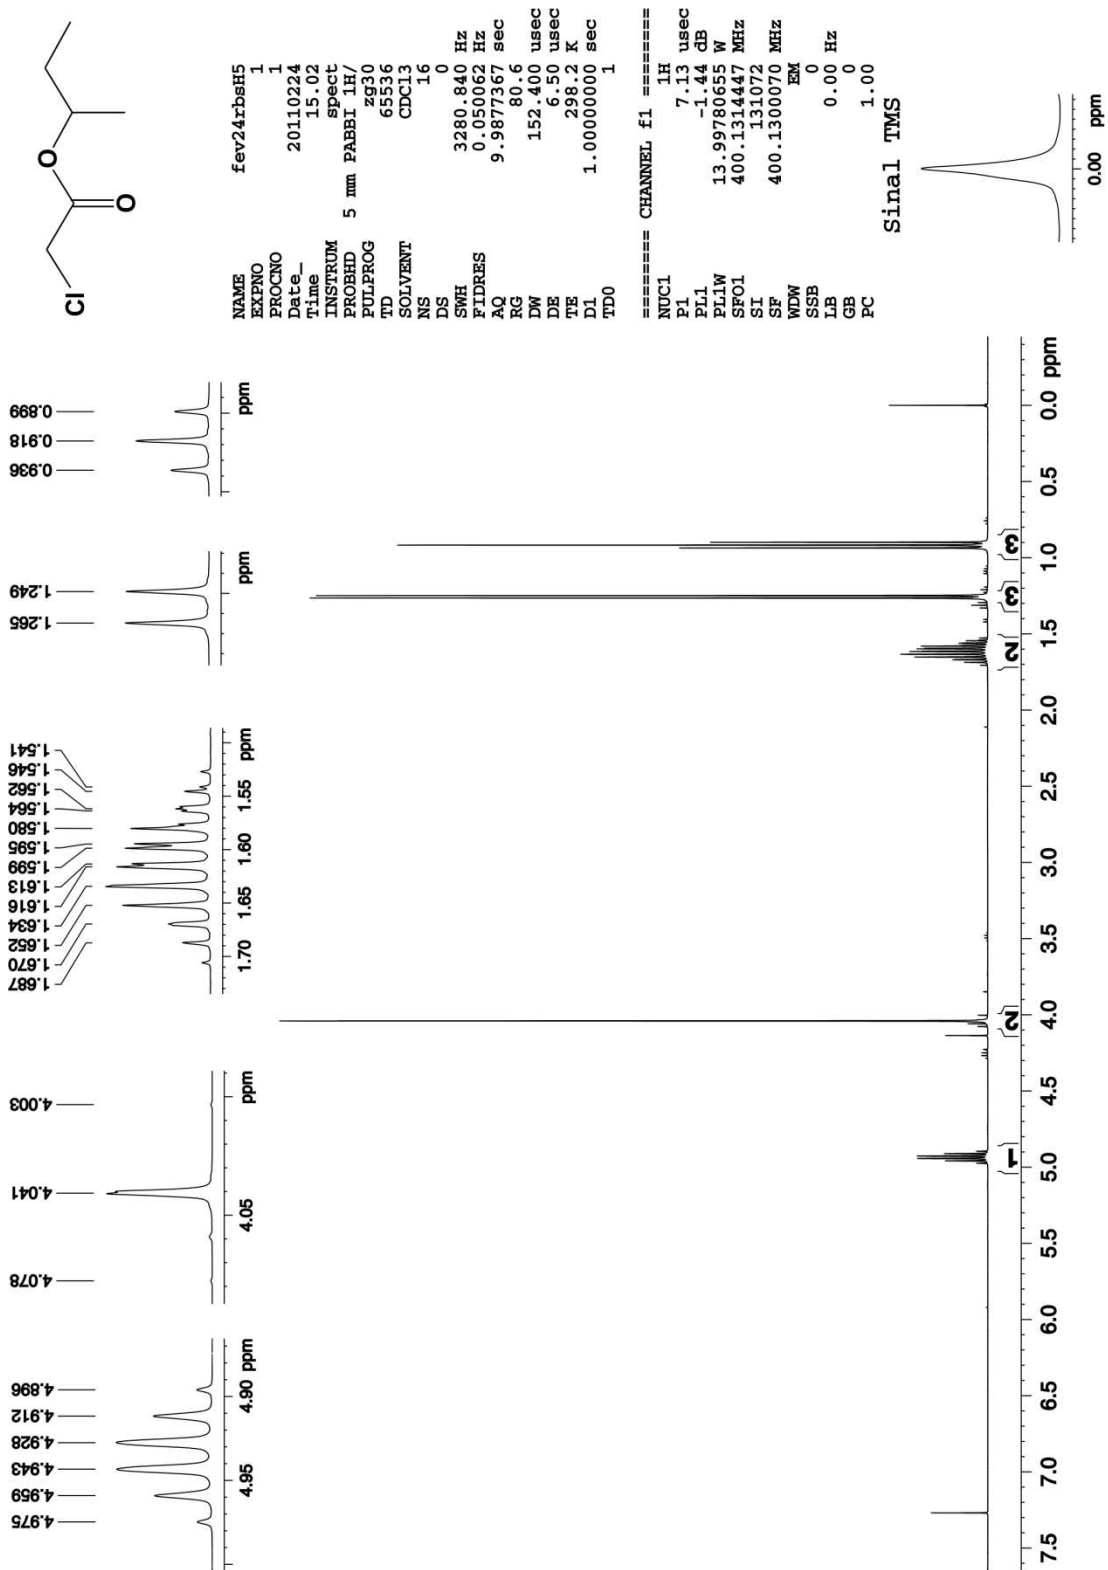 Cl
O
O
NAME fev24rbsH5
EXPNO 1
PROCNO 1
Date_ 20110224
Time 15.02
INSTRUM spect
PROBHD 5 mm PABBI 1H/
PULPROG zg30
TD 65536
SOLVENT CDCl3
NS 16
DS 0
SWH 3280.840 Hz
FIDRES 0.050062 Hz
AQ 9.9877367 sec
RG 80.6
DW 152.400 usec
DE 6.50 usec
TE 298.2 K
D1 1.00000000 sec
TD0 1
======== CHANNEL f1 ========
NUC1 1H
P1 7.13 usec
PL1 -1.44 dB
PL1W 13.99780655 W
SFO1 400.1314447 MHz
SI 131072
SF 400.1300070 MHz
WDW EM
SSB 0
LB 0.00 Hz
GB 0
PC 1.00
Sinal TMS
0.00 ppm
4.975
4.959
4.943
4.928
4.912
4.896
4.95 4.90 ppm
4.078
4.041
4.003
4.05 ppm
1.687
1.670
1.652
1.634
1.616
1.613
1.599
1.595
1.580
1.564
1.562
1.546
1.541
1.70 1.65 1.60 1.55 ppm
1.265
1.249
ppm
0.936
0.918
0.899
ppm
1 2 2 3 3
7.5 7.0 6.5 6.0 5.5 5.0 4.5 4.0 3.5 3.0 2.5 2.0 1.5 1.0 0.5 0.0 ppm